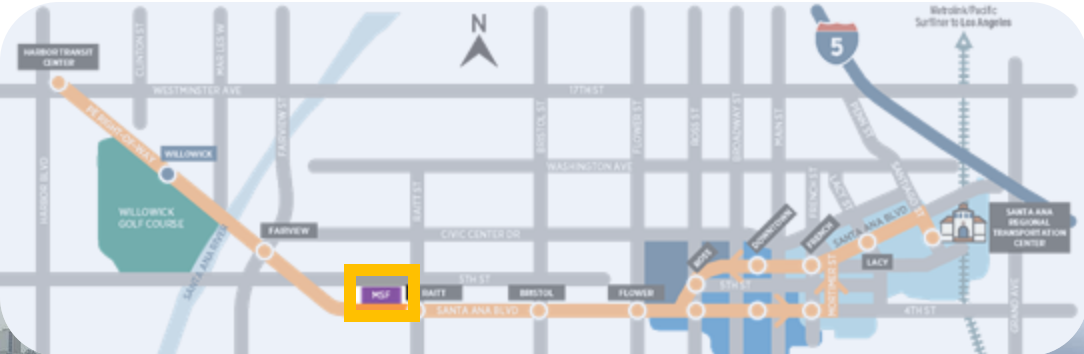 Metrolink/Pacific
Surfliner to Los Angeles
N
5
HARBOR TRANSIT
CENTER
CLINTON ST
FAIRVIEW ST
WESTMINSTER AVE
17TH ST
PE RIGHT-OF-WAY
WILLOWICK
HARBOR BLVD
WILLOWICK
GOLF COURSE
SANTA ANA RIVER
FAIRVIEW
BRISTOL ST
FLOWER ST
ROSS ST
BROADWAY ST
MAIN ST
PENN ST
WASHINGTON AVE
RAITT ST
FRENCH ST
LACY ST
SANTIAGO ST
CIVIC CENTER DR
SANTA ANA BLVD
DOWNTOWN
FRENCH
ROSS
LACY
SANTA ANA
REGIONAL
TRANSPORTATION
CENTER
5TH ST
5TH ST
MSF
RAITT
BRISTOL
FLOWER
SANTA ANA BLVD
MORTIMER ST
4TH ST
GRAND AVE